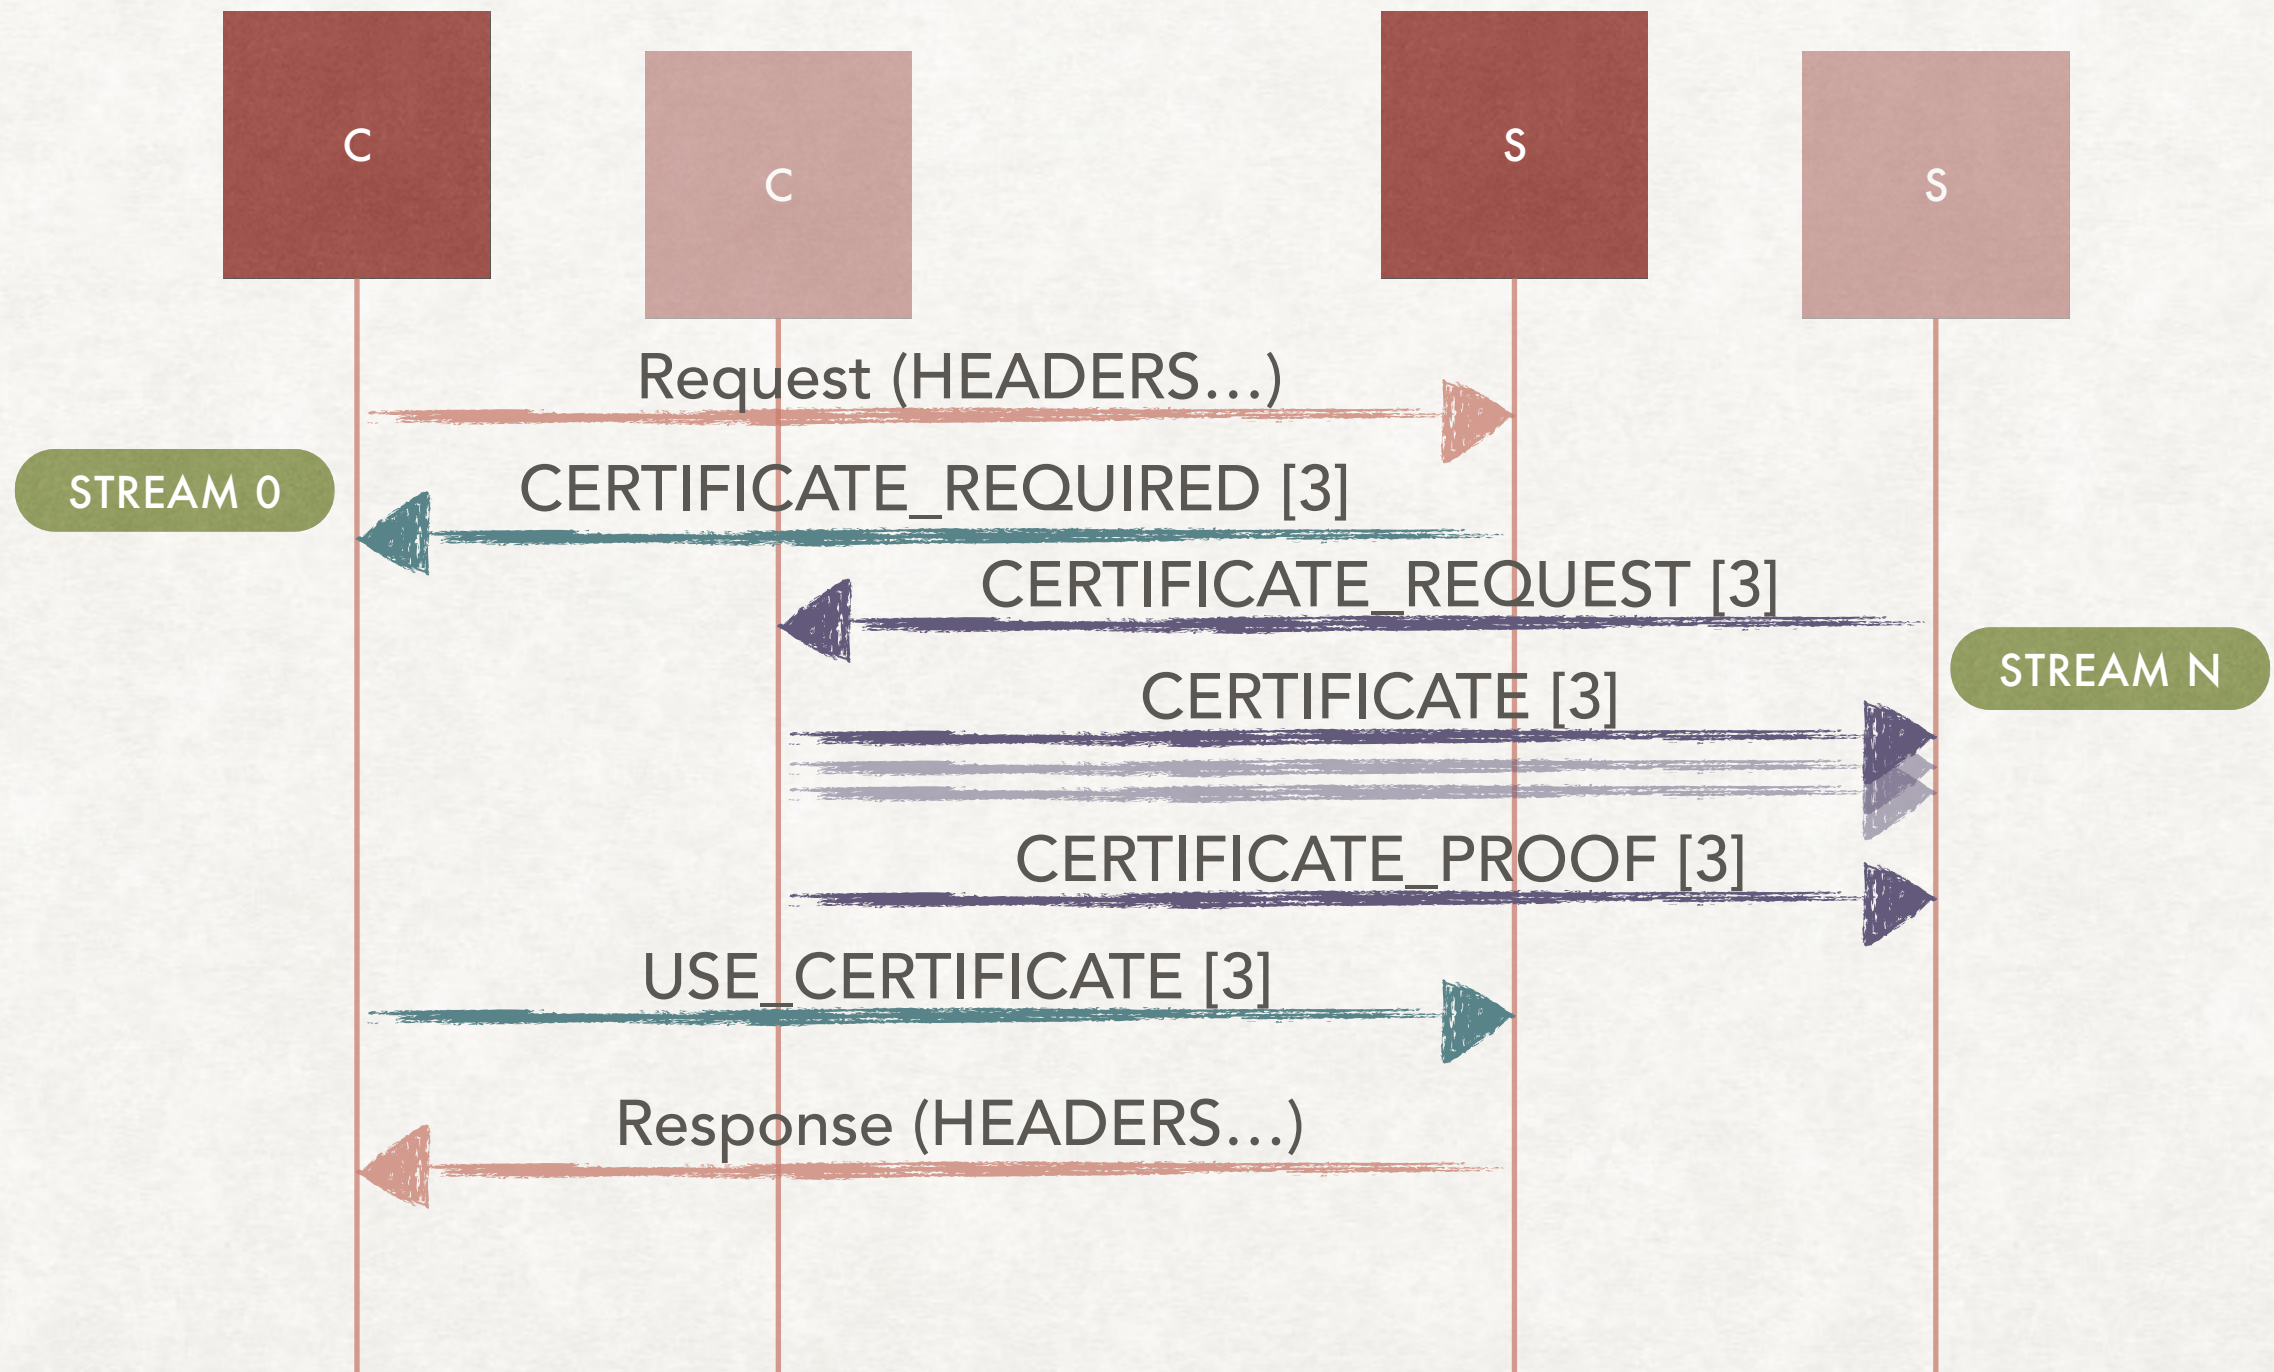 C
C
S
S
Request (HEADERS…)
STREAM 0
CERTIFICATE_REQUIRED [3]
CERTIFICATE_REQUEST [3]
STREAM N
CERTIFICATE [3]
CERTIFICATE_PROOF [3]
USE_CERTIFICATE [3]
Response (HEADERS…)